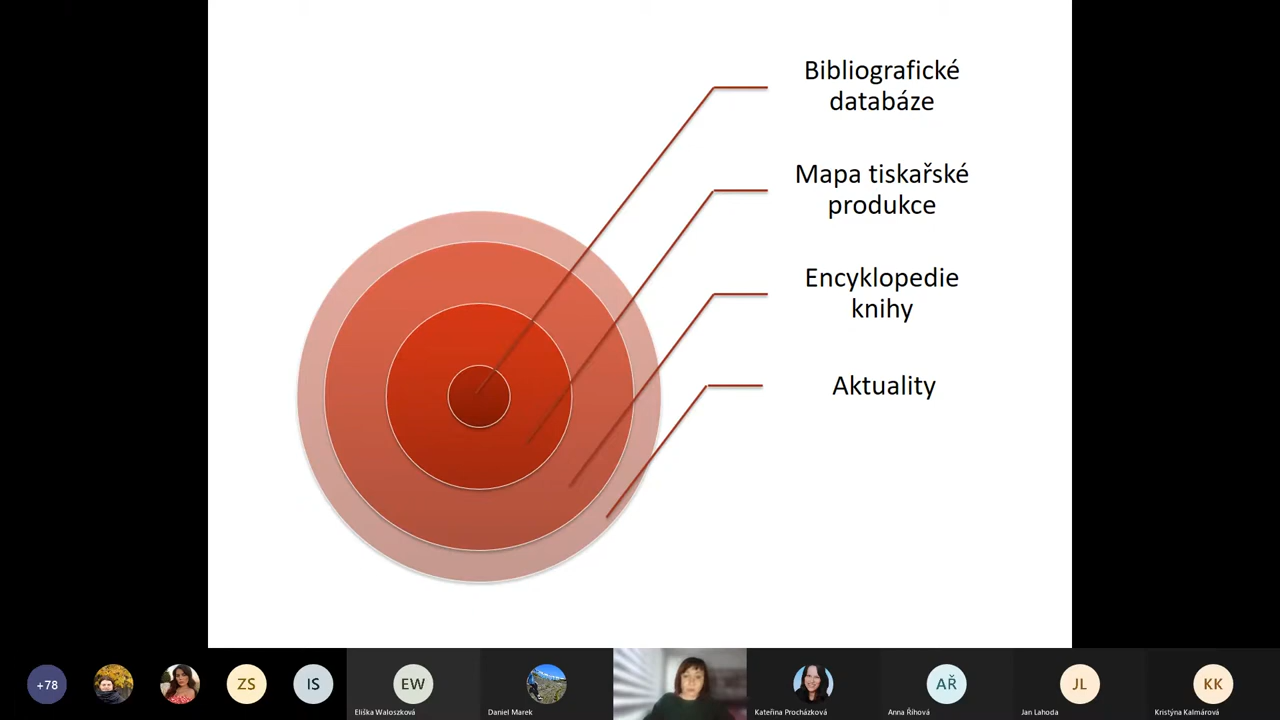 Bibliografické
databáze
Mapa tiskařské
produkce
Encyklopedie
knihy
Aktuality
+78
ZS
IS
EW
Eliška Wałoszková
Daniel Marek
Kateřina Procházková
AŘ
Anna Říhová
JL
Jan Lahoda
KK
Kristýna Kalmárová